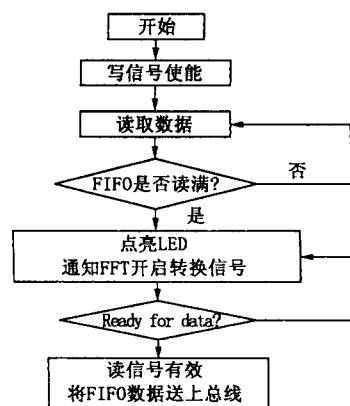 开始
写信号使能
读取数据
FIFO是否读满?
否
是
点亮LED
通知FFT开启转换信号
Ready for data?
读信号有效
将FIFO数据送上总线